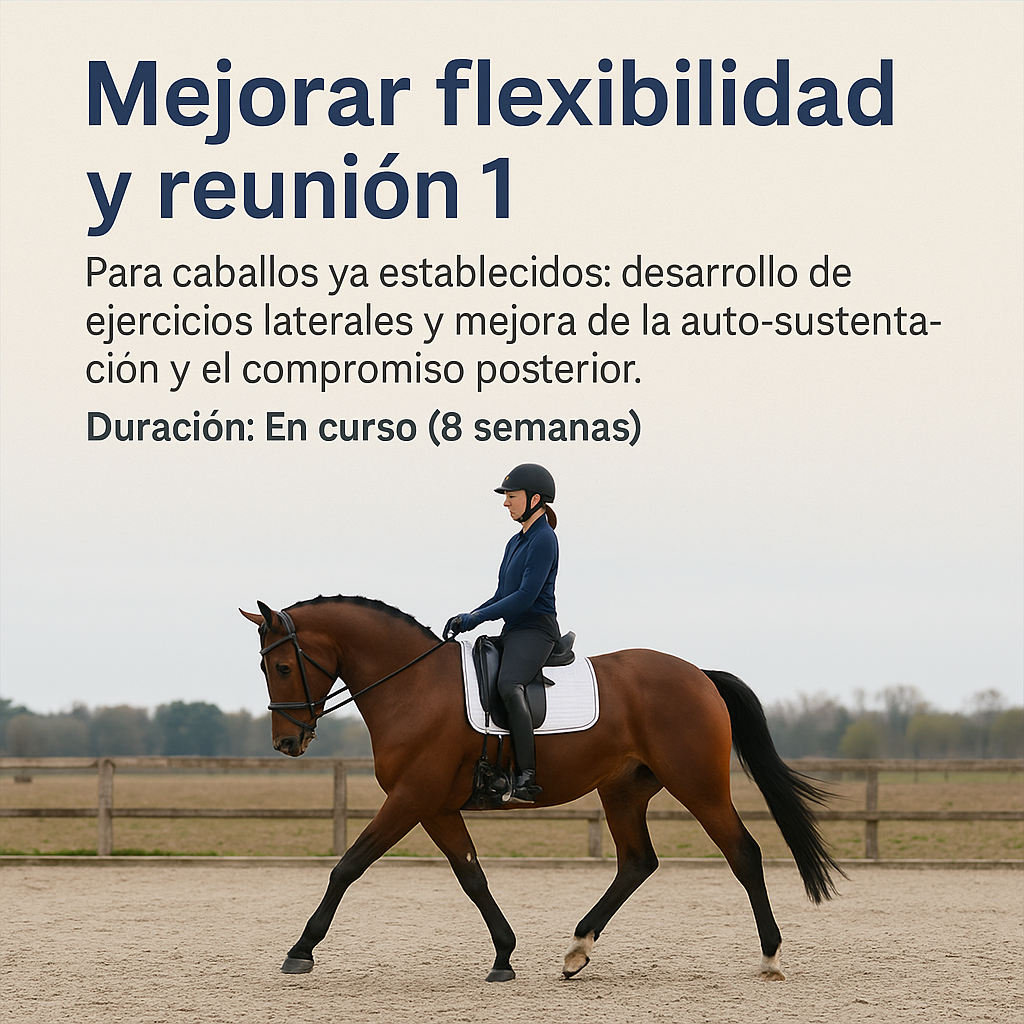 Mejorar flexibilidad
y reunión 1
Para caballos ya establecidos: desarrollo de
ejercicios laterales y mejora de la auto-sustenta-
ción y el compromiso posterior.
Duración: En curso (8 semanas)